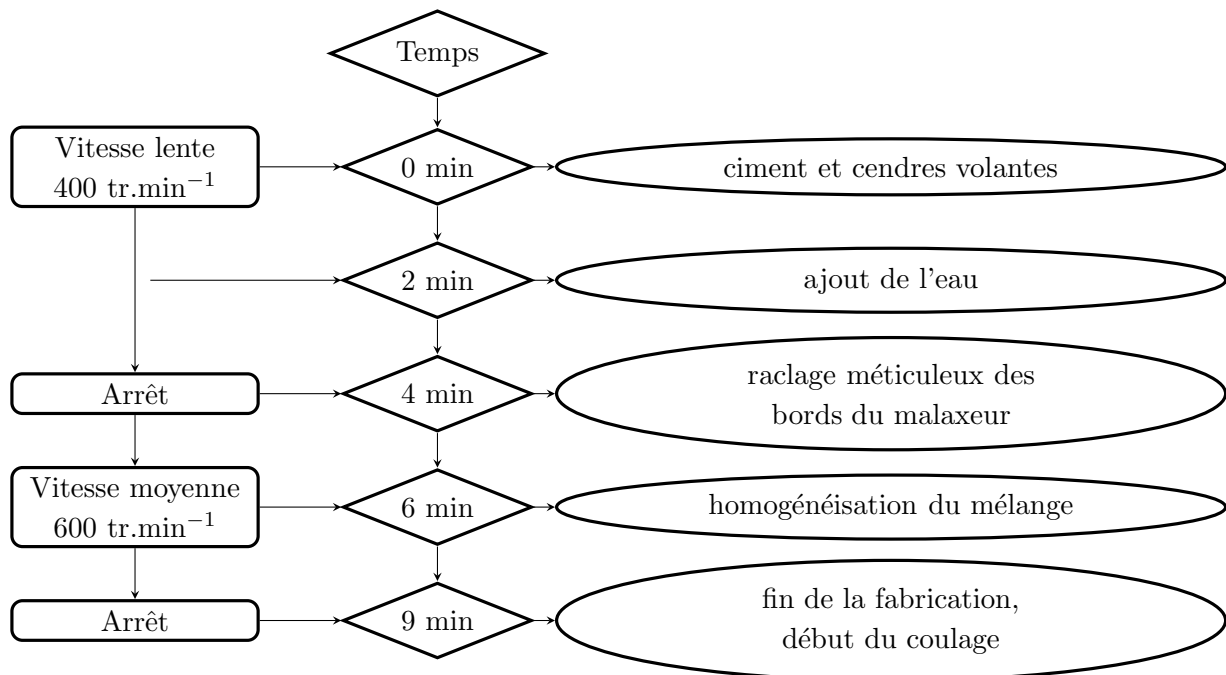 Temps
Vitesse lente
400 tr.min⁻¹
0 min
ciment et cendres volantes
2 min
ajout de l'eau
Arrêt
4 min
raclage méticuleux des
bords du malaxeur
Vitesse moyenne
600 tr.min⁻¹
6 min
homogénéisation du mélange
Arrêt
9 min
fin de la fabrication,
début du coulage